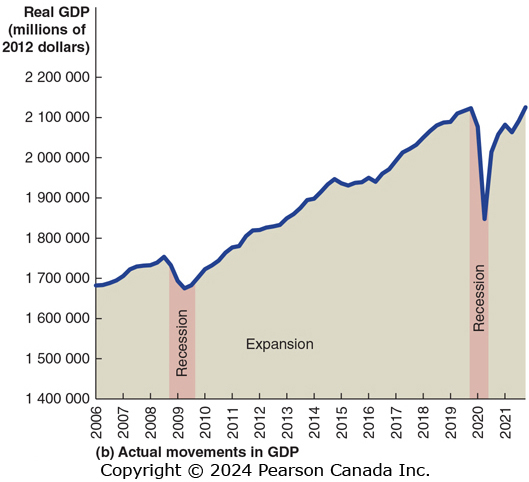 Real GDP
(millions of
2012 dollars)
2 200 000
2 100 000
2 000 000
1 900 000
1 800 000
1 700 000
1 600 000
1 500 000
1 400 000
Recession
Expansion
Recession
2006
2007
2008
2009
2010
2011
2012
2013
2014
2015
2016
2017
2018
2019
2020
2021
(b) Actual movements in GDP
Copyright © 2024 Pearson Canada Inc.